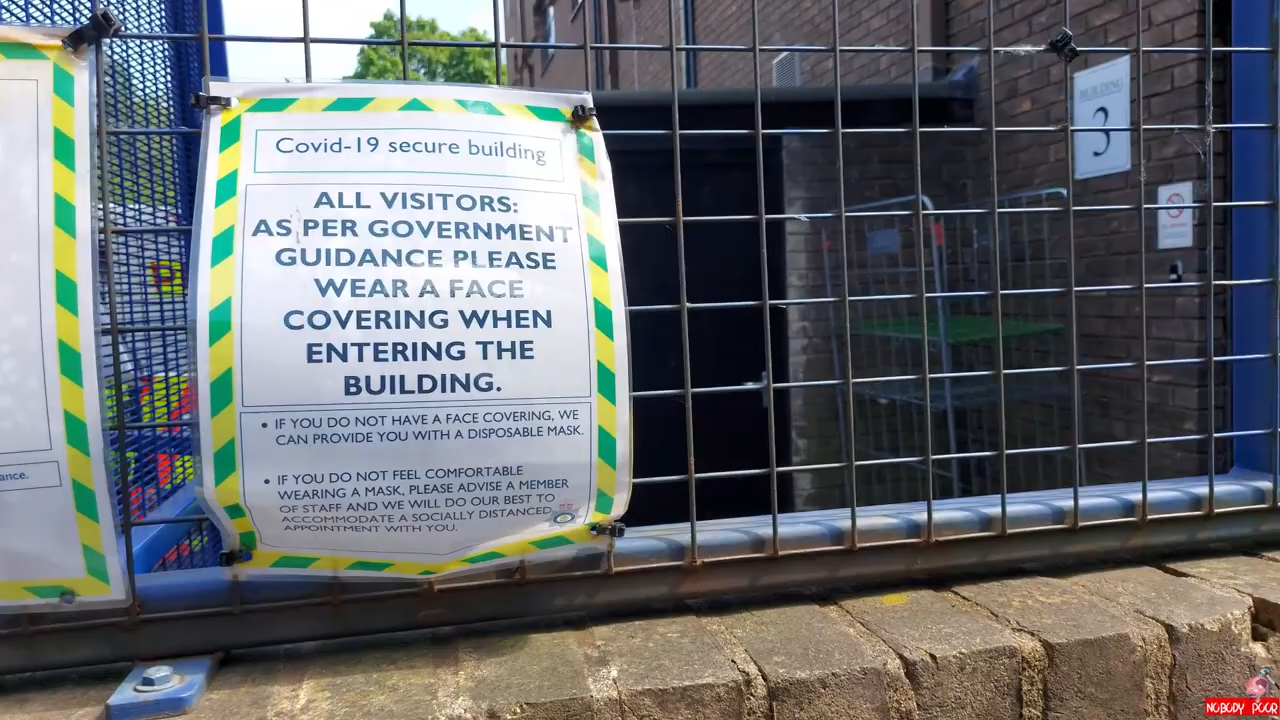 ance.
Covid-19 secure building
ALL VISITORS:
AS PER GOVERNMENT
GUIDANCE PLEASE
WEAR A FACE
COVERING WHEN
ENTERING THE
BUILDING.
• IF YOU DO NOT HAVE A FACE COVERING, WE
CAN PROVIDE YOU WITH A DISPOSABLE MASK.
• IF YOU DO NOT FEEL COMFORTABLE
WEARING A MASK, PLEASE ADVISE A MEMBER
OF STAFF AND WE WILL DO OUR BEST TO
ACCOMMODATE A SOCIALLY DISTANCED
APPOINTMENT WITH YOU.
BUILDING
3
NOBODY POOR